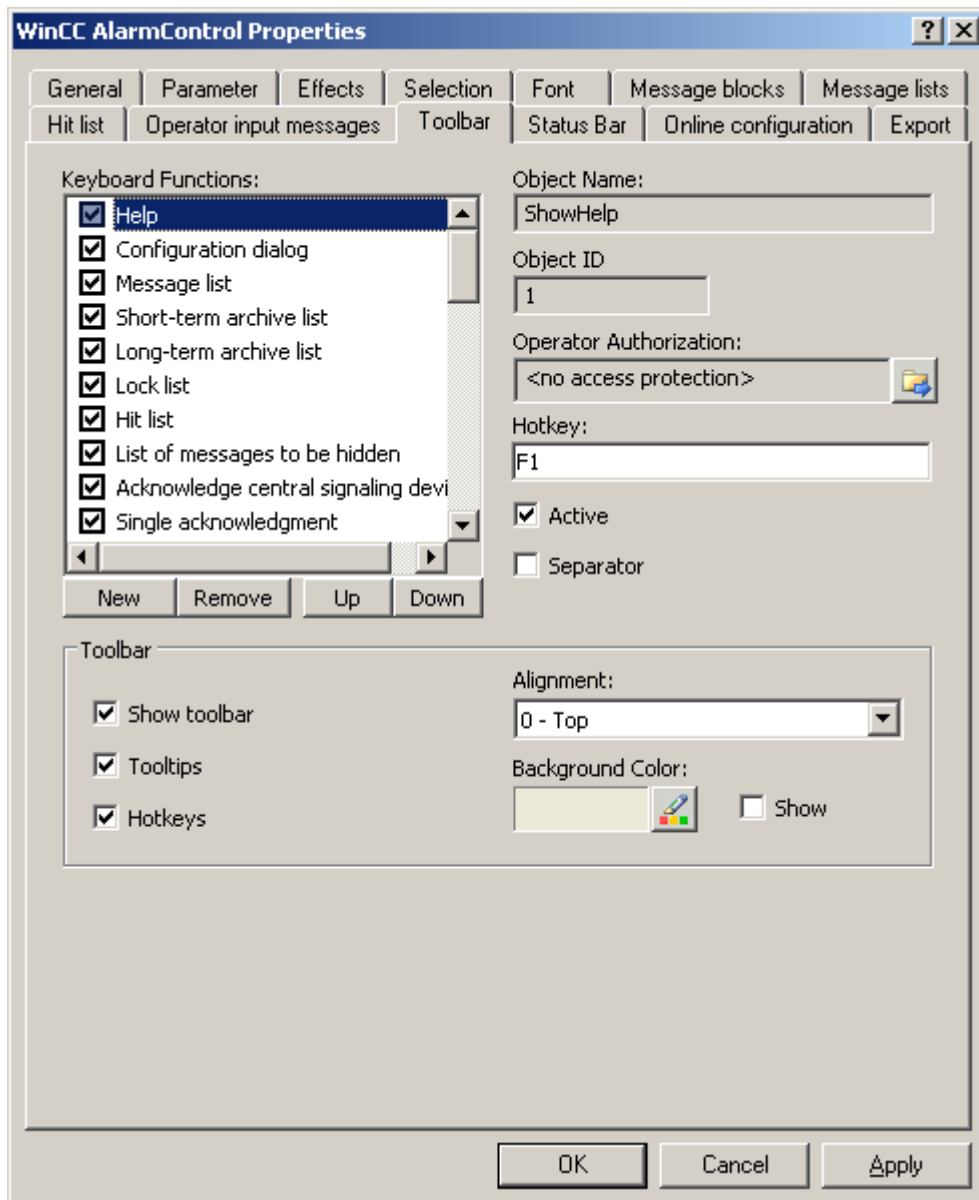 WinCC AlarmControl Properties
General Parameter Effects Selection Font Message blocks Message lists
Hit list Operator input messages Toolbar Status Bar Online configuration Export
Keyboard Functions:
Help
Configuration dialog
Message list
Short-term archive list
Long-term archive list
Lock list
Hit list
List of messages to be hidden
Acknowledge central signaling devi
Single acknowledgment
New Remove Up Down
Object Name:
ShowHelp
Object ID
1
Operator Authorization:
<no access protection>
Hotkey:
F1
Active
Separator
Toolbar
Show toolbar
Tooltips
Hotkeys
Alignment:
0 - Top
Background Color:
Show
OK Cancel Apply